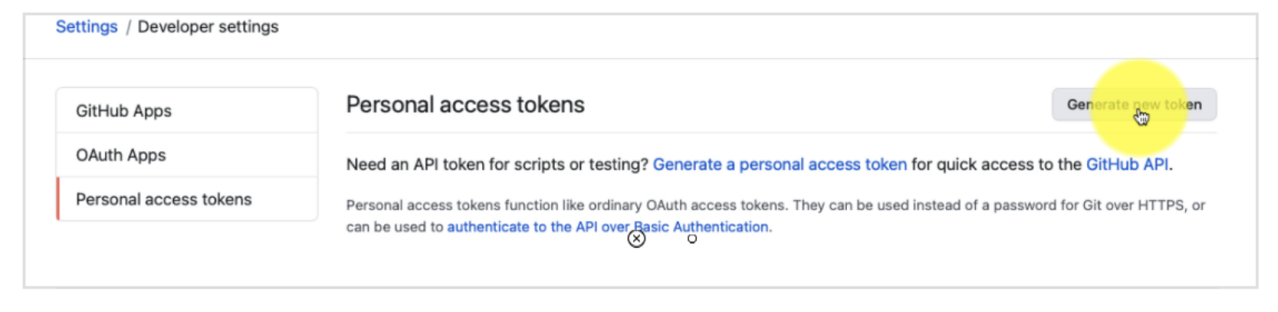 Settings / Developer settings
GitHub Apps
OAuth Apps
Personal access tokens
Personal access tokens
Generate new token
Need an API token for scripts or testing? Generate a personal access token for quick access to the GitHub API.
Personal access tokens function like ordinary OAuth access tokens. They can be used instead of a password for Git over HTTPS, or
can be used to authenticate to the API over Basic Authentication.